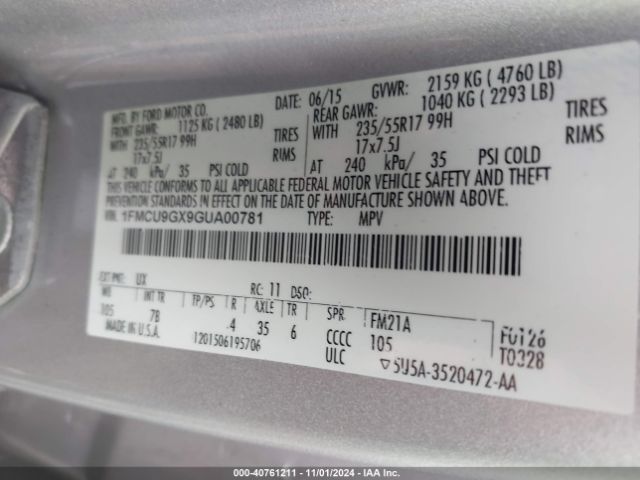 MFD. BY FORD MOTOR CO.
DATE: 06/15 GVWR: 2159 KG ( 4760 LB)
FRONT GAWR: 1125 KG ( 2480 LB) REAR GAWR: 1040 KG ( 2293 LB)
235/55R17 99H TIRES WITH 235/55R17 99H TIRES
17x7.5J RIMS 17x7.5J RIMS
AT 240 kPa/ 35 PSI COLD AT 240 kPa/ 35 PSI COLD
THIS VEHICLE CONFORMS TO ALL APPLICABLE FEDERAL MOTOR VEHICLE SAFETY AND THEFT
PREVENTION STANDARDS IN EFFECT ON THE DATE OF MANUFACTURE SHOWN ABOVE.
VIN: 1FMCU9GX9GUA00781 TYPE: MPV
EXT PNT: UX RC: 11 DSO:
WB INT TR TP/PS R AXLE TR SPR FM21A F0126
105 7B .4 35 6 CCCC 105 T0328
MADE IN U.S.A. 1201506195706 ULC ▽5U5A-3520472-AA
000-40761211 - 11/01/2024 - IAA Inc.